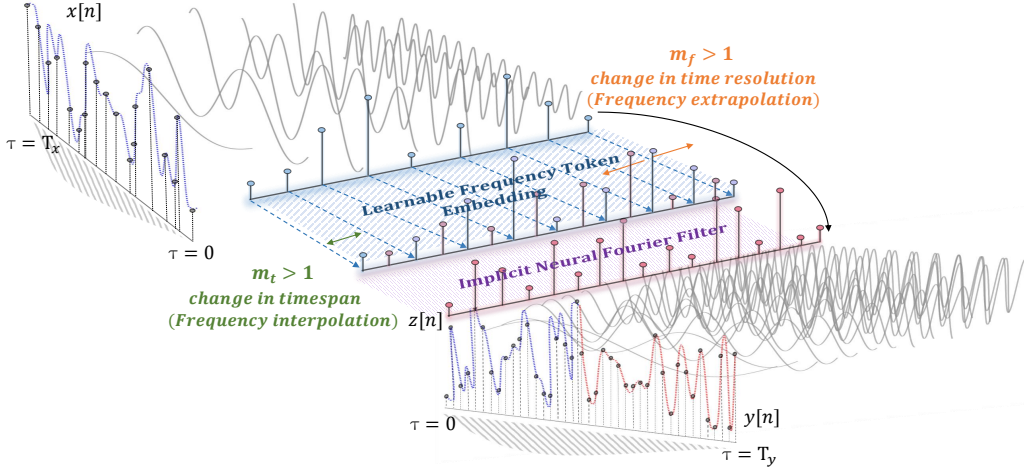 x[n]
τ = Tₓ
τ = 0
m_f > 1
change in time resolution
(Frequency extrapolation)
Learnable Frequency Token
Embedding
Implicit Neural Fourier Filter
m_t > 1
change in timespan
(Frequency interpolation)
z[n]
y[n]
τ = 0
τ = T_y